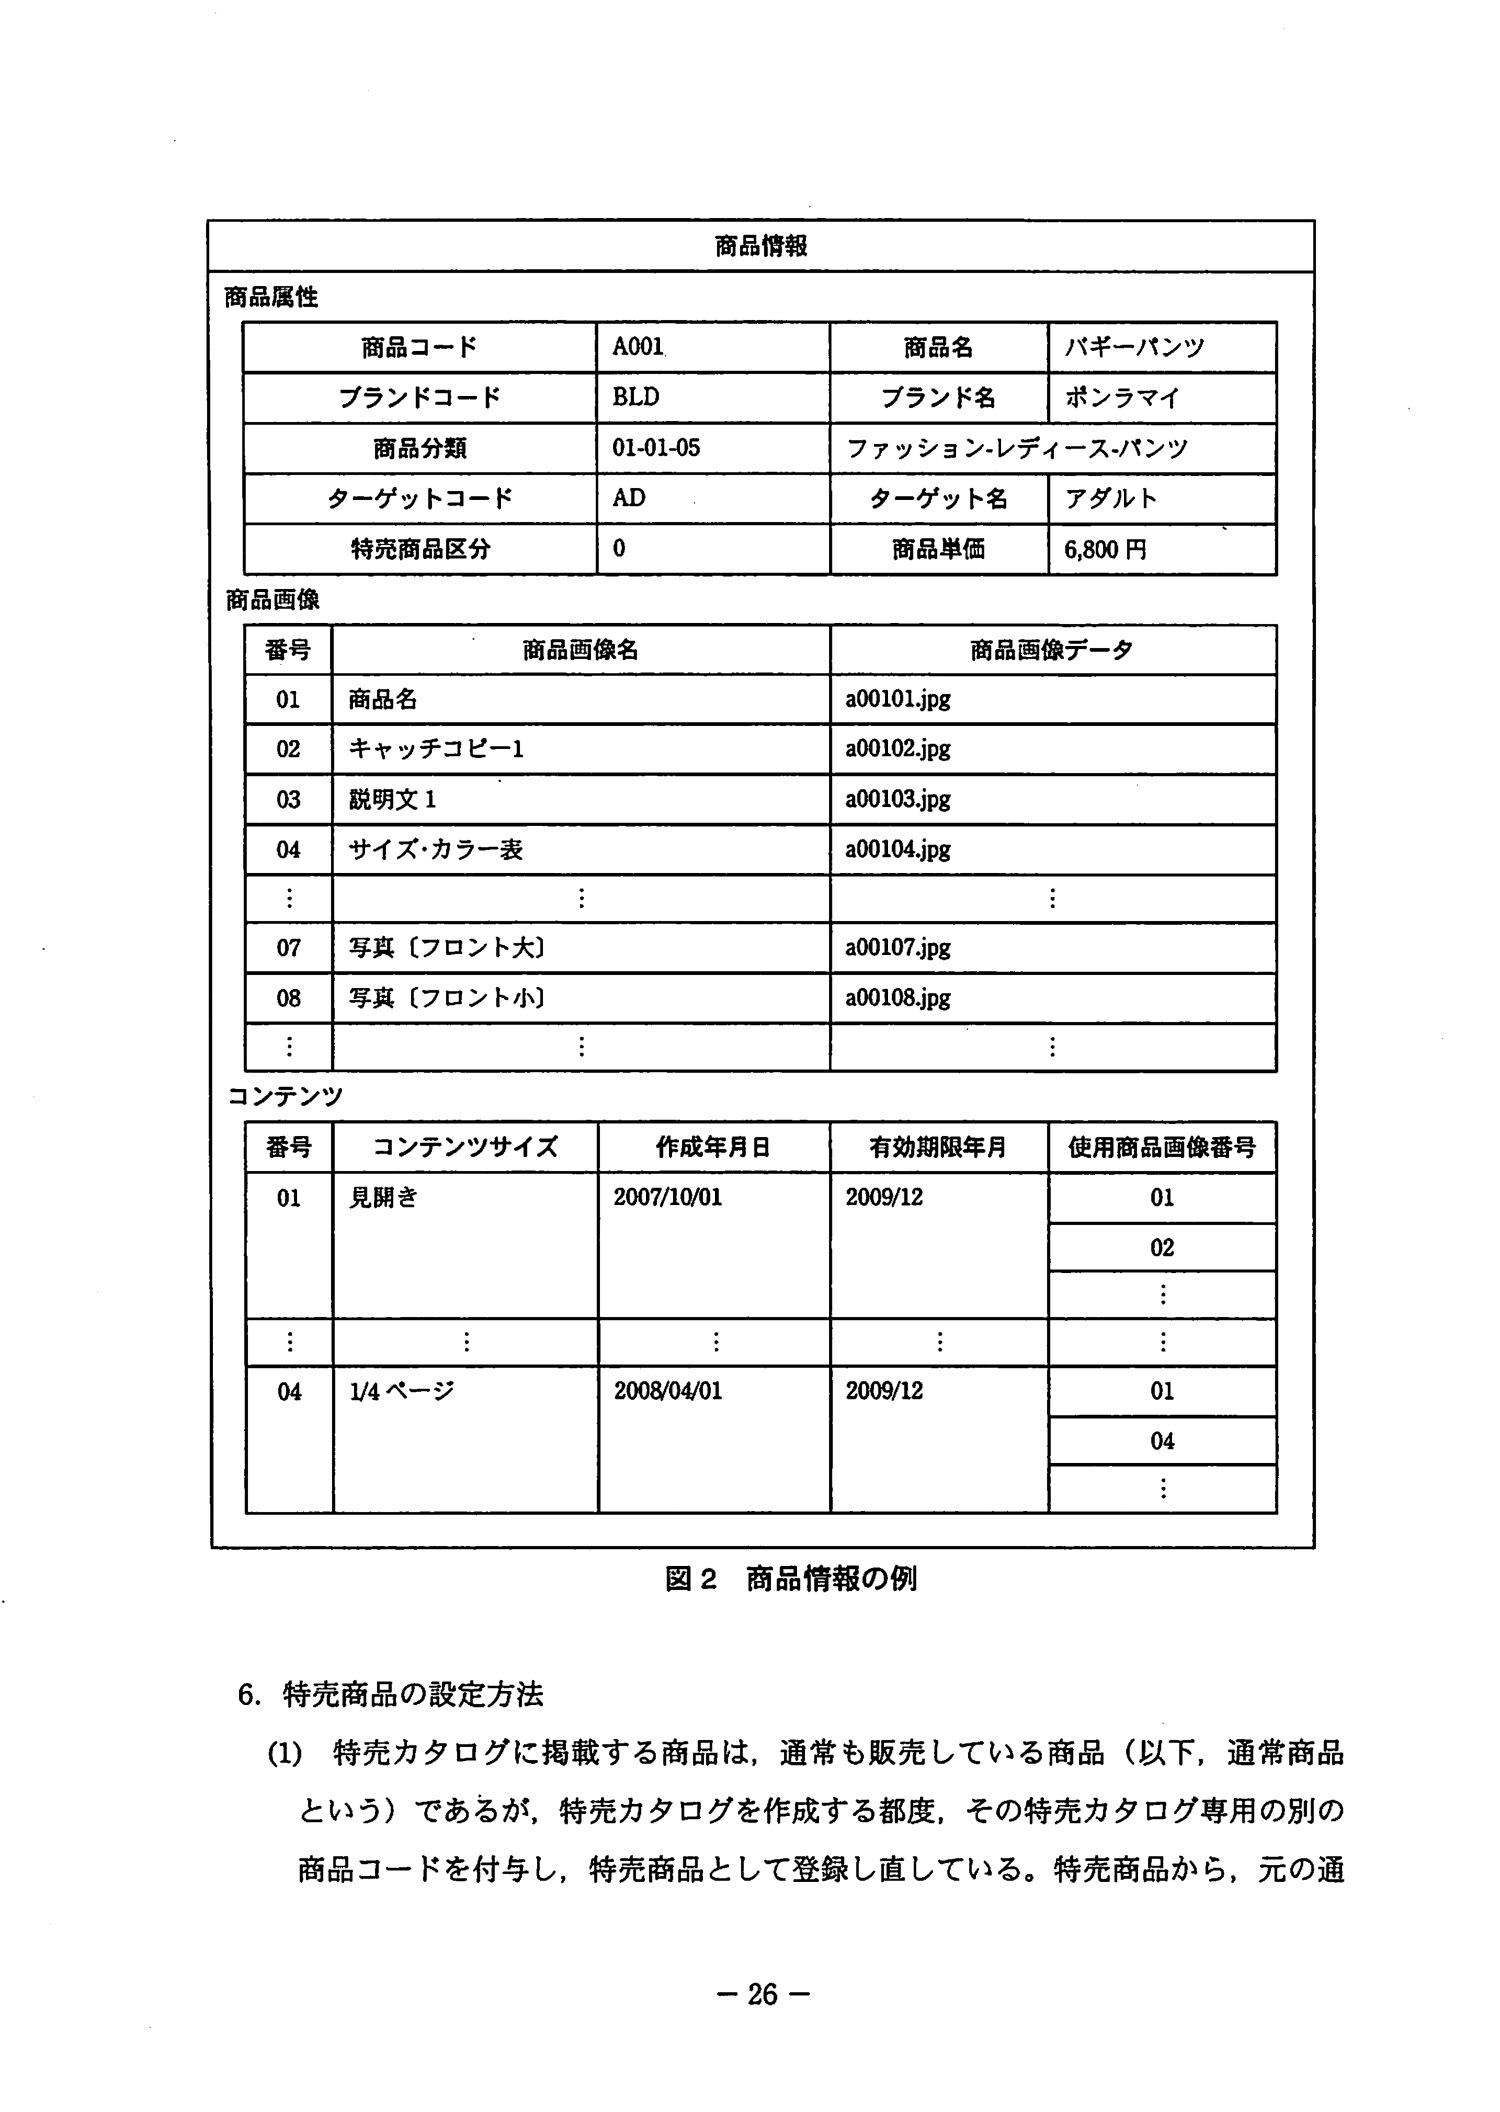 商品情報
商品属性
商品コード A001 商品名 バギーパンツ
ブランドコード BLD ブランド名 ボンラマイ
商品分類 01-01-05 ファッション-レディース-パンツ
ターゲットコード AD ターゲット名 アダルト
特売商品区分 0 商品単価 6,800 円
商品画像
番号 商品画像名 商品画像データ
01 商品名 a00101.jpg
02 キャッチコピー1 a00102.jpg
03 説明文 1 a00103.jpg
04 サイズ・カラー表 a00104.jpg
⋮ ⋮ ⋮
07 写真〔フロント大〕 a00107.jpg
08 写真〔フロント小〕 a00108.jpg
⋮ ⋮ ⋮
コンテンツ
番号 コンテンツサイズ 作成年月日 有効期限年月 使用商品画像番号
01 見開き 2007/10/01 2009/12 01
02
⋮
⋮ ⋮ ⋮ ⋮ ⋮
04 1/4 ページ 2008/04/01 2009/12 01
04
⋮
図 2 商品情報の例
6. 特売商品の設定方法
(1) 特売カタログに掲載する商品は，通常も販売している商品（以下，通常商品
という）であるが，特売カタログを作成する都度，その特売カタログ専用の別の
商品コードを付与し，特売商品として登録し直している。特売商品から，元の通
－ 26 －